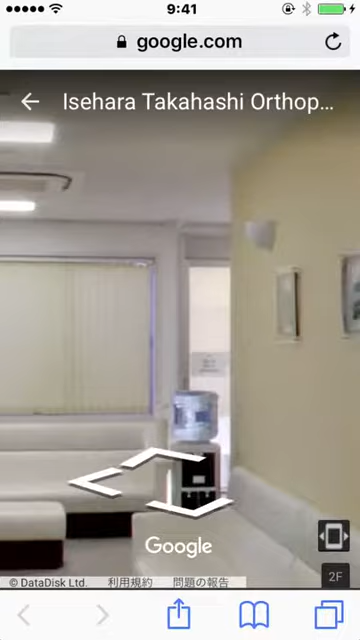 9:41
google.com
Isehara Takahashi Orthop...
Google
© DataDisk Ltd. 利用規約 問題の報告
2F